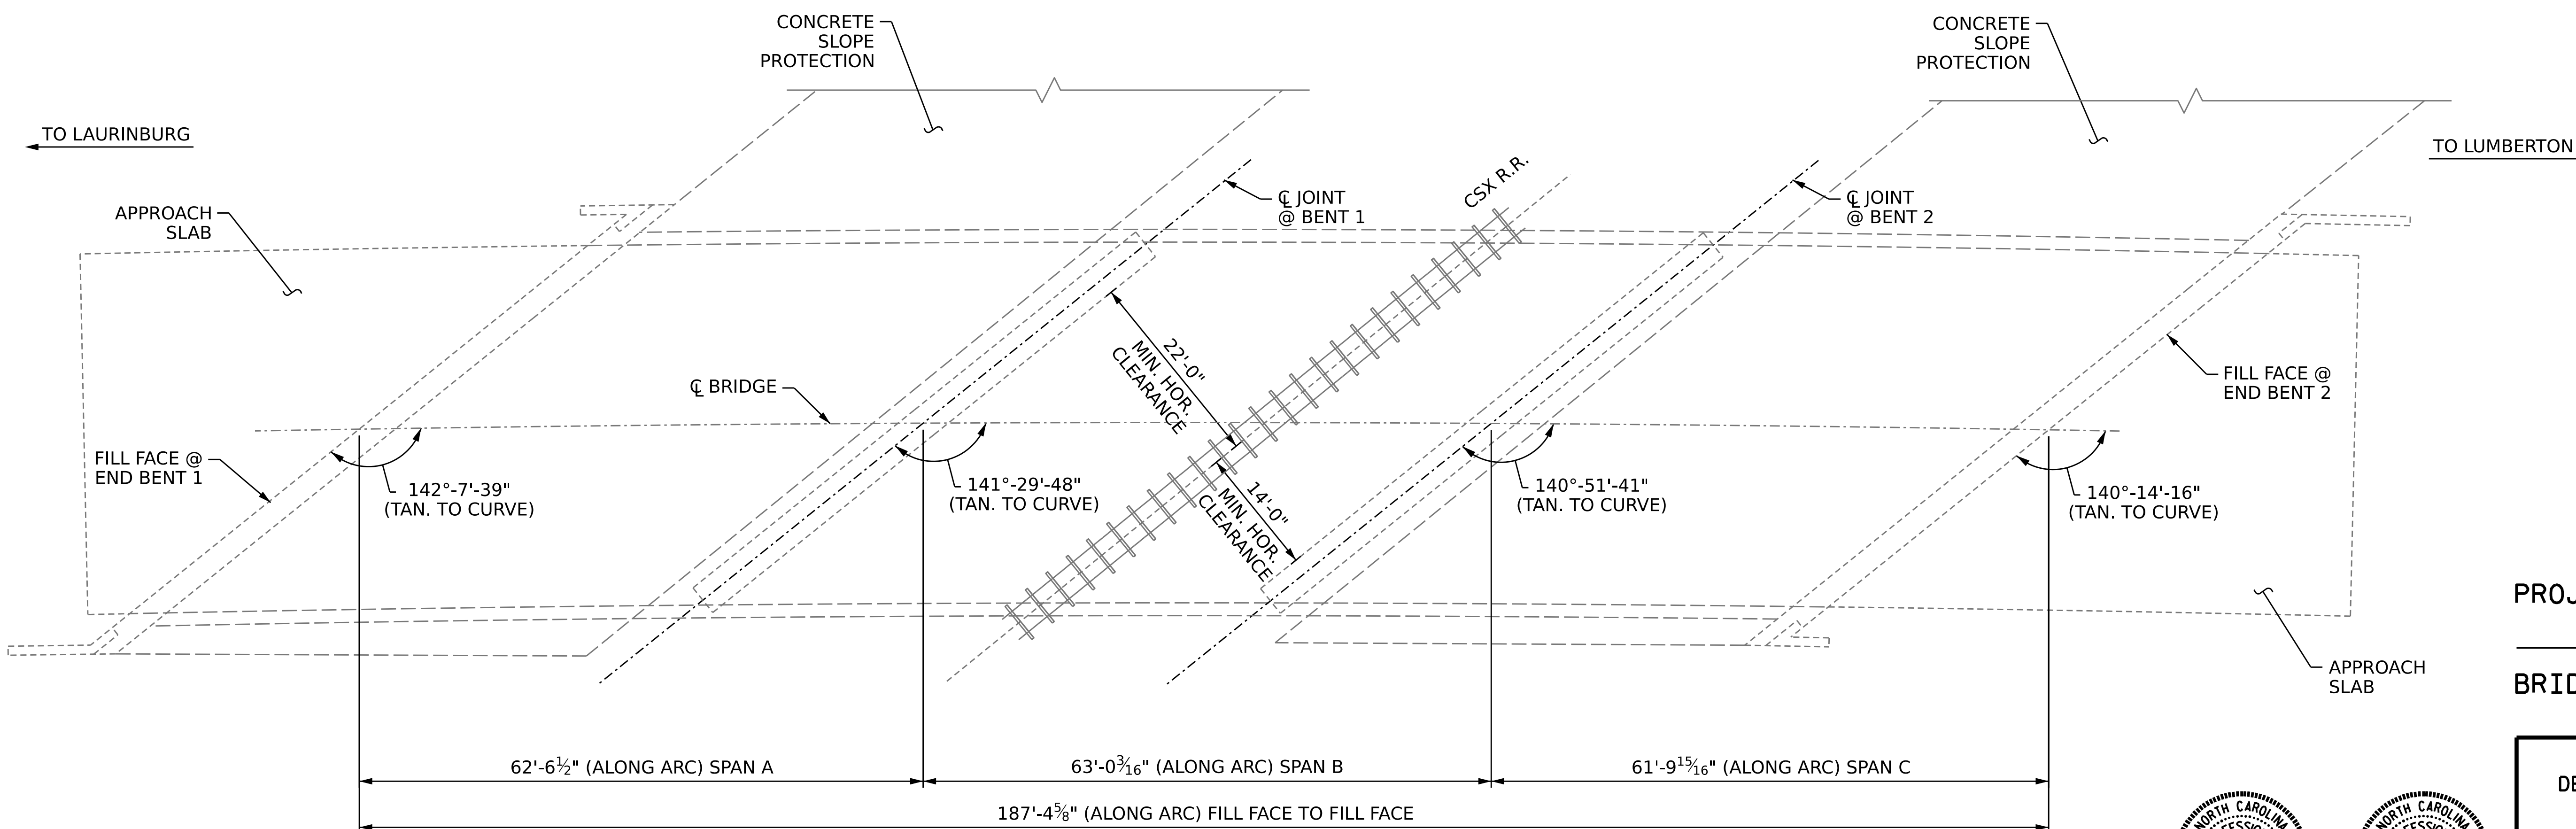 CONCRETE
SLOPE
PROTECTION
CONCRETE
SLOPE
PROTECTION
TO LAURINBURG
TO LUMBERTON
CSX R.R.
APPROACH
SLAB
℄ JOINT
@ BENT 1
℄ JOINT
@ BENT 2
22'-0"
MIN. HOR.
CLEARANCE
℄ BRIDGE
FILL FACE @
END BENT 2
FILL FACE @
END BENT 1
142°-7'-39"
(TAN. TO CURVE)
141°-29'-48"
(TAN. TO CURVE)
14'-0"
MIN. HOR.
CLEARANCE
140°-51'-41"
(TAN. TO CURVE)
140°-14'-16"
(TAN. TO CURVE)
PROJ
APPROACH
SLAB
BRID
62'-6½" (ALONG ARC) SPAN A
63'-0 3/16" (ALONG ARC) SPAN B
61'-9 15/16" (ALONG ARC) SPAN C
187'-4⅝" (ALONG ARC) FILL FACE TO FILL FACE
DE
NORTH CAROLINA
NORTH CAROLINA